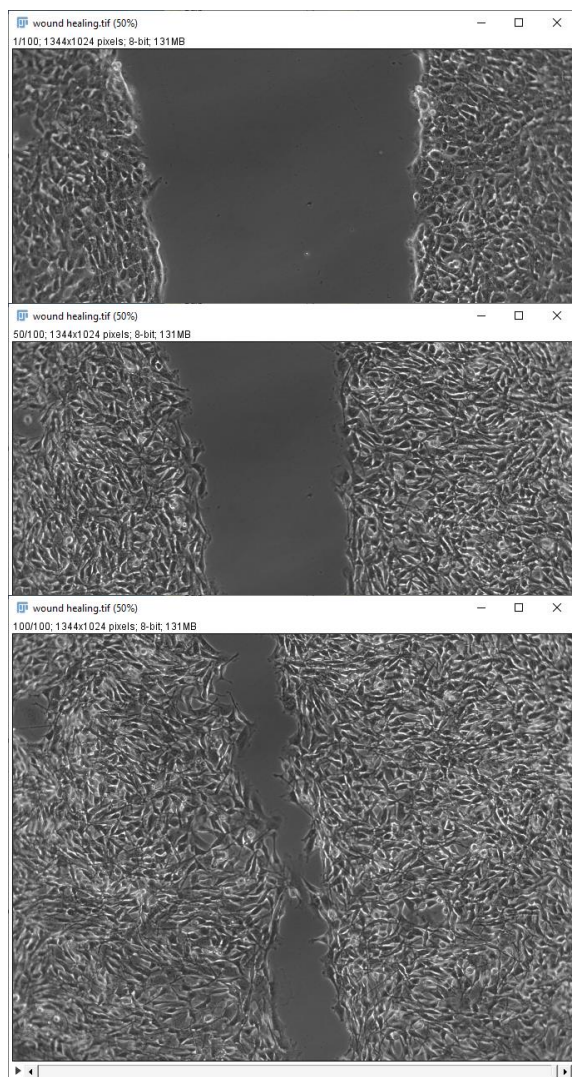 wound healing.tif (50%)
1/100; 1344x1024 pixels; 8-bit; 131MB
wound healing.tif (50%)
50/100; 1344x1024 pixels; 8-bit; 131MB
wound healing.tif (50%)
100/100; 1344x1024 pixels; 8-bit; 131MB